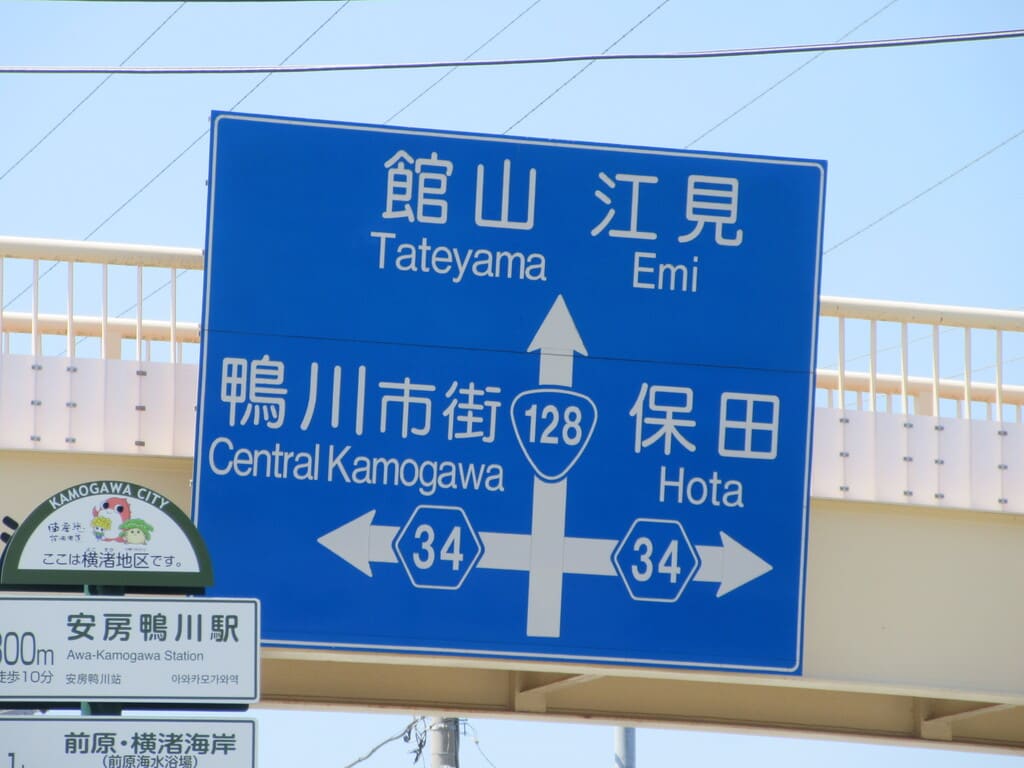 館山 江見
Tateyama Emi
鴨川市街 128 保田
Central Kamogawa Hota
34 34
KAMOGAWA CITY
ここは横渚地区です。
安房鴨川駅
00m Awa-Kamogawa Station
徒歩10分 安房鴨川站 아와카모가와역
前原・横渚海岸
(前原海水浴場)
1